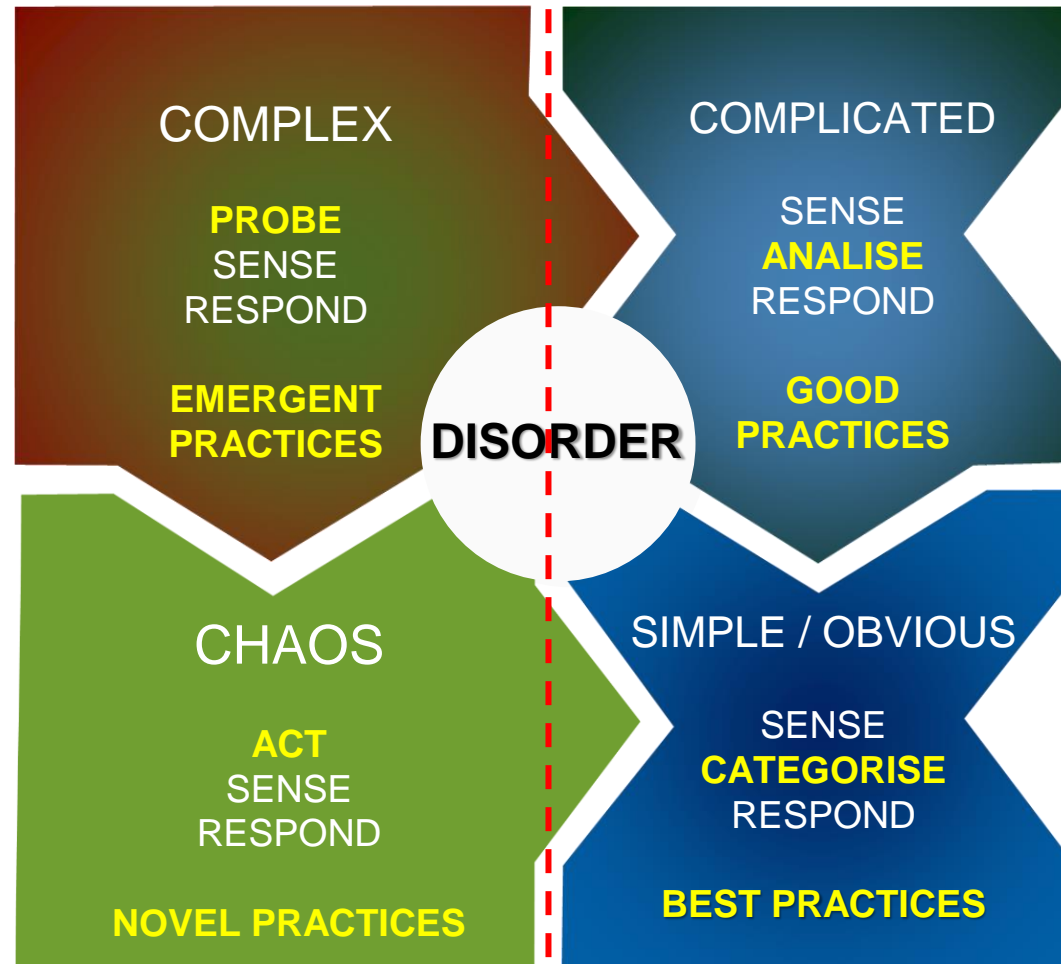 COMPLEX
PROBE
SENSE
RESPOND
EMERGENT
PRACTICES
COMPLICATED
SENSE
ANALISE
RESPOND
GOOD
PRACTICES
DISORDER
CHAOS
ACT
SENSE
RESPOND
NOVEL PRACTICES
SIMPLE / OBVIOUS
SENSE
CATEGORISE
RESPOND
BEST PRACTICES